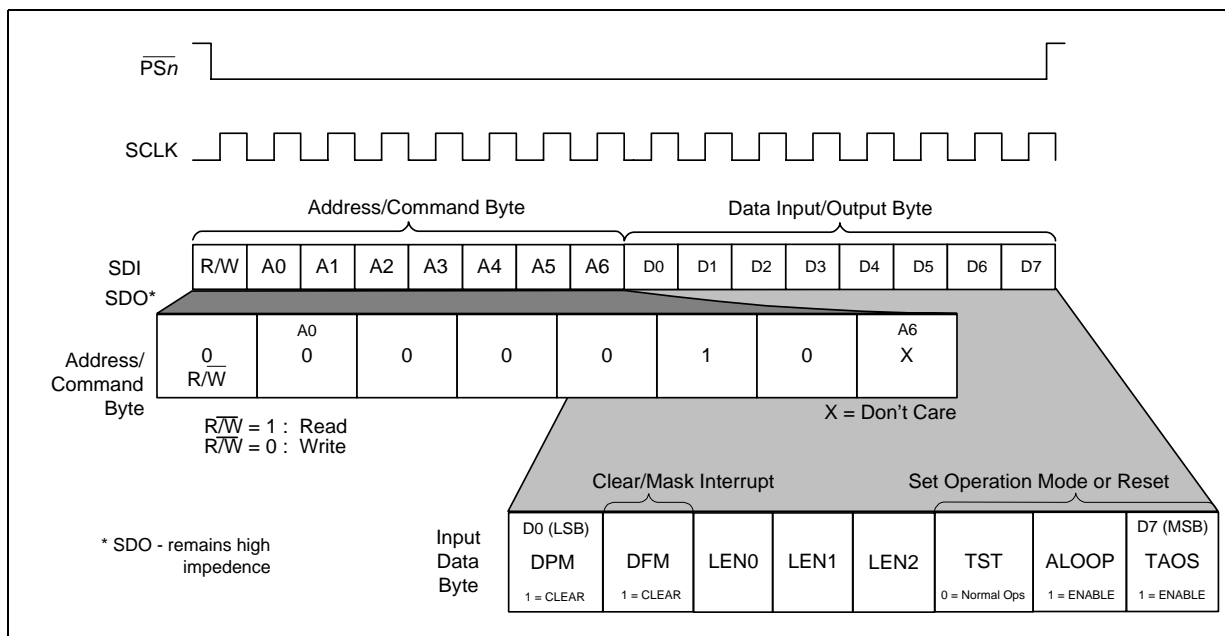 PSn
SCLK
Address/Command Byte
Data Input/Output Byte
SDI
R/W A0 A1 A2 A3 A4 A5 A6 D0 D1 D2 D3 D4 D5 D6 D7
SDO*
A0 A6
Address/
Command
Byte
0 0 0 0 0 1 0 X
R/W
X = Don't Care
R/W = 1 : Read
R/W = 0 : Write
Clear/Mask Interrupt
Set Operation Mode or Reset
* SDO - remains high
impedence
Input
Data
Byte
D0 (LSB) D7 (MSB)
DPM DFM LEN0 LEN1 LEN2 TST ALOOP TAOS
1 = CLEAR 1 = CLEAR 0 = Normal Ops 1 = ENABLE 1 = ENABLE